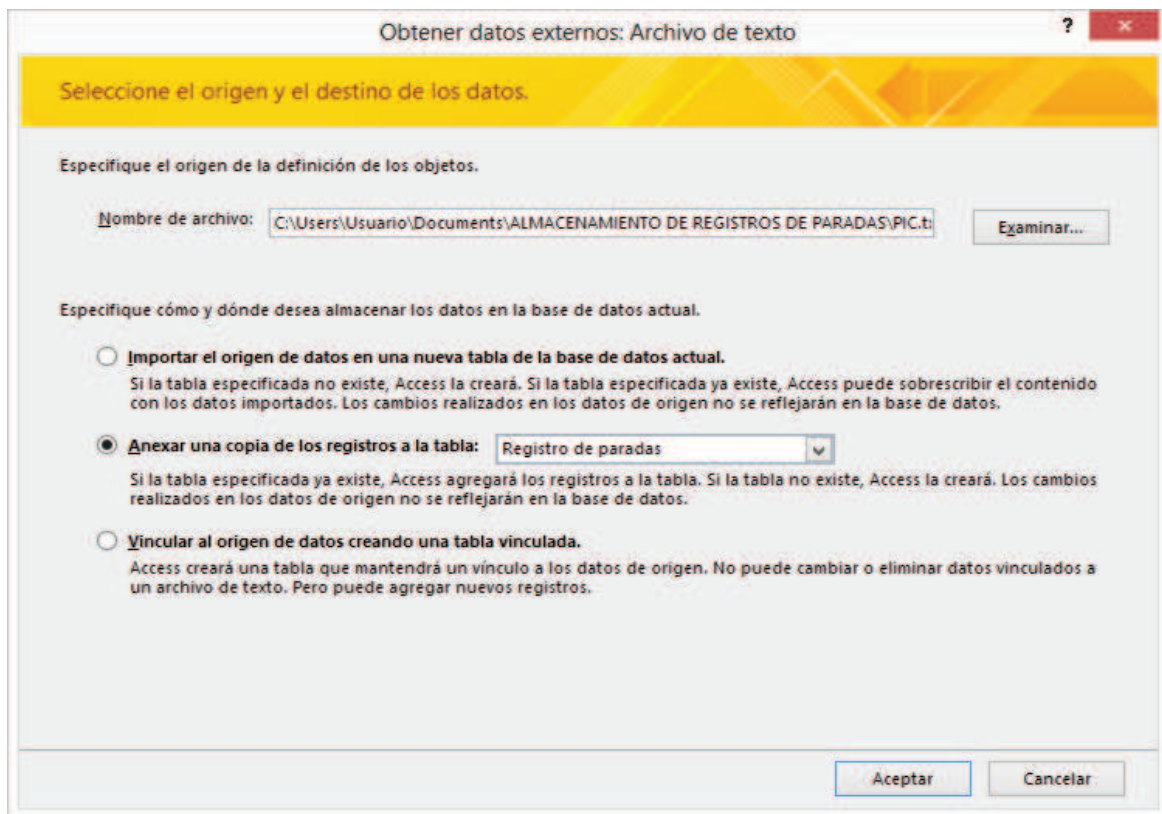 Obtener datos externos: Archivo de texto
?
Seleccione el origen y el destino de los datos.
Especifique el origen de la definición de los objetos.
Nombre de archivo: C:\Users\Usuario\Documents\ALMACENAMIENTO DE REGISTROS DE PARADAS\PIC.t Examinar...
Especifique cómo y dónde desea almacenar los datos en la base de datos actual.
Importar el origen de datos en una nueva tabla de la base de datos actual.
Si la tabla especificada no existe, Access la creará. Si la tabla especificada ya existe, Access puede sobrescribir el contenido
con los datos importados. Los cambios realizados en los datos de origen no se reflejarán en la base de datos.
Anexar una copia de los registros a la tabla: Registro de paradas
Si la tabla especificada ya existe, Access agregará los registros a la tabla. Si la tabla no existe, Access la creará. Los cambios
realizados en los datos de origen no se reflejarán en la base de datos.
Vincular al origen de datos creando una tabla vinculada.
Access creará una tabla que mantendrá un vínculo a los datos de origen. No puede cambiar o eliminar datos vinculados a
un archivo de texto. Pero puede agregar nuevos registros.
Aceptar Cancelar